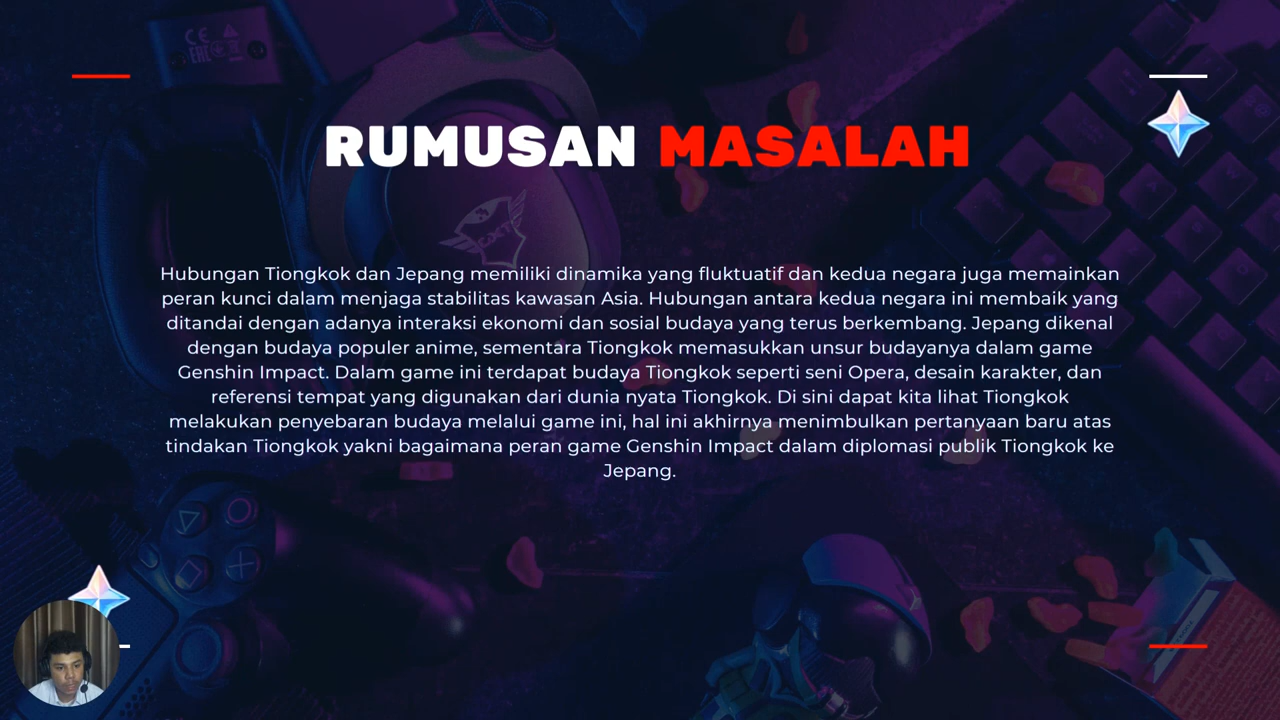 RUMUSAN MASALAH
Hubungan Tiongkok dan Jepang memiliki dinamika yang fluktuatif dan kedua negara juga memainkan
peran kunci dalam menjaga stabilitas kawasan Asia. Hubungan antara kedua negara ini membaik yang
ditandai dengan adanya interaksi ekonomi dan sosial budaya yang terus berkembang. Jepang dikenal
dengan budaya populer anime, sementara Tiongkok memasukkan unsur budayanya dalam game
Genshin Impact. Dalam game ini terdapat budaya Tiongkok seperti seni Opera, desain karakter, dan
referensi tempat yang digunakan dari dunia nyata Tiongkok. Di sini dapat kita lihat Tiongkok
melakukan penyebaran budaya melalui game ini, hal ini akhirnya menimbulkan pertanyaan baru atas
tindakan Tiongkok yakni bagaimana peran game Genshin Impact dalam diplomasi publik Tiongkok ke
Jepang.